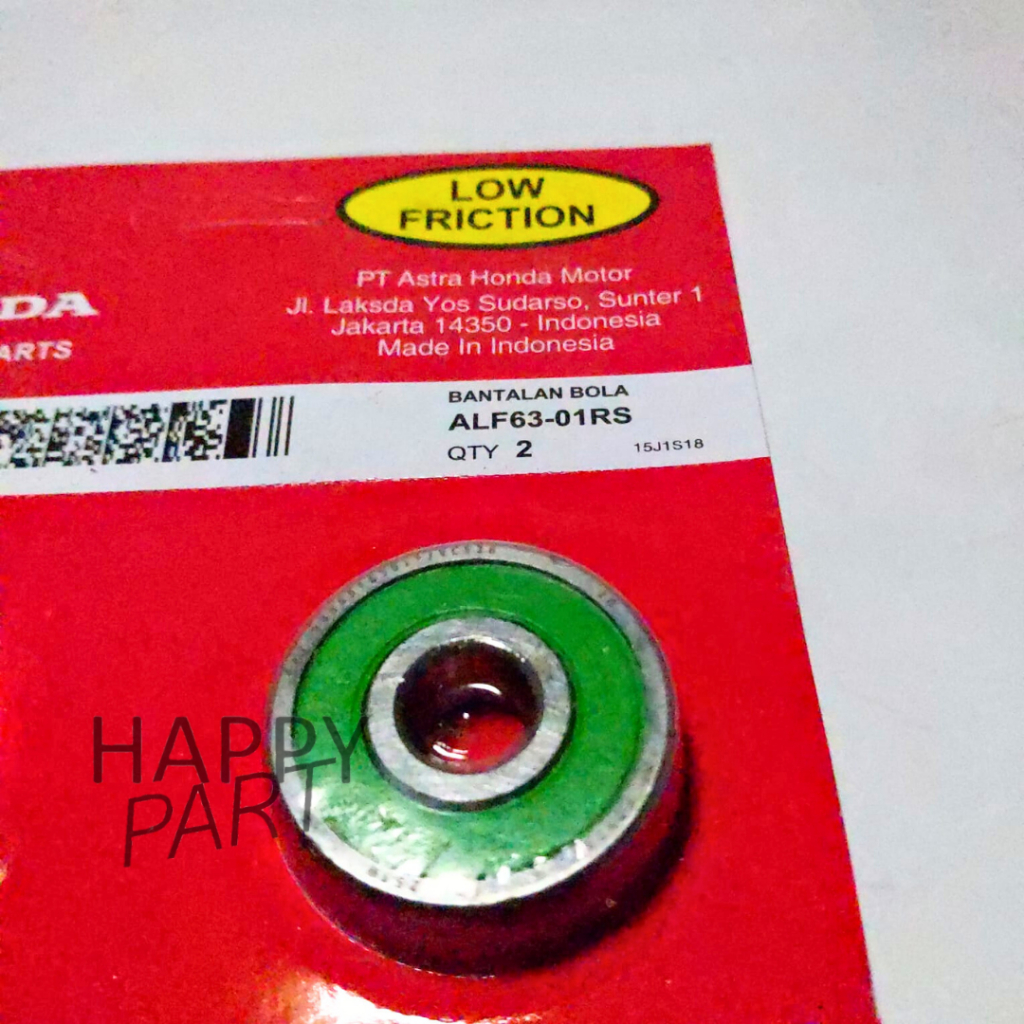 LOW
FRICTION
PT Astra Honda Motor
Jl. Laksda Yos Sudarso, Sunter 1
Jakarta 14350 - Indonesia
Made In Indonesia
DA
ARTS
BANTALAN BOLA
ALF63-01RS
QTY 2 15J1S18
HAPPY
PART